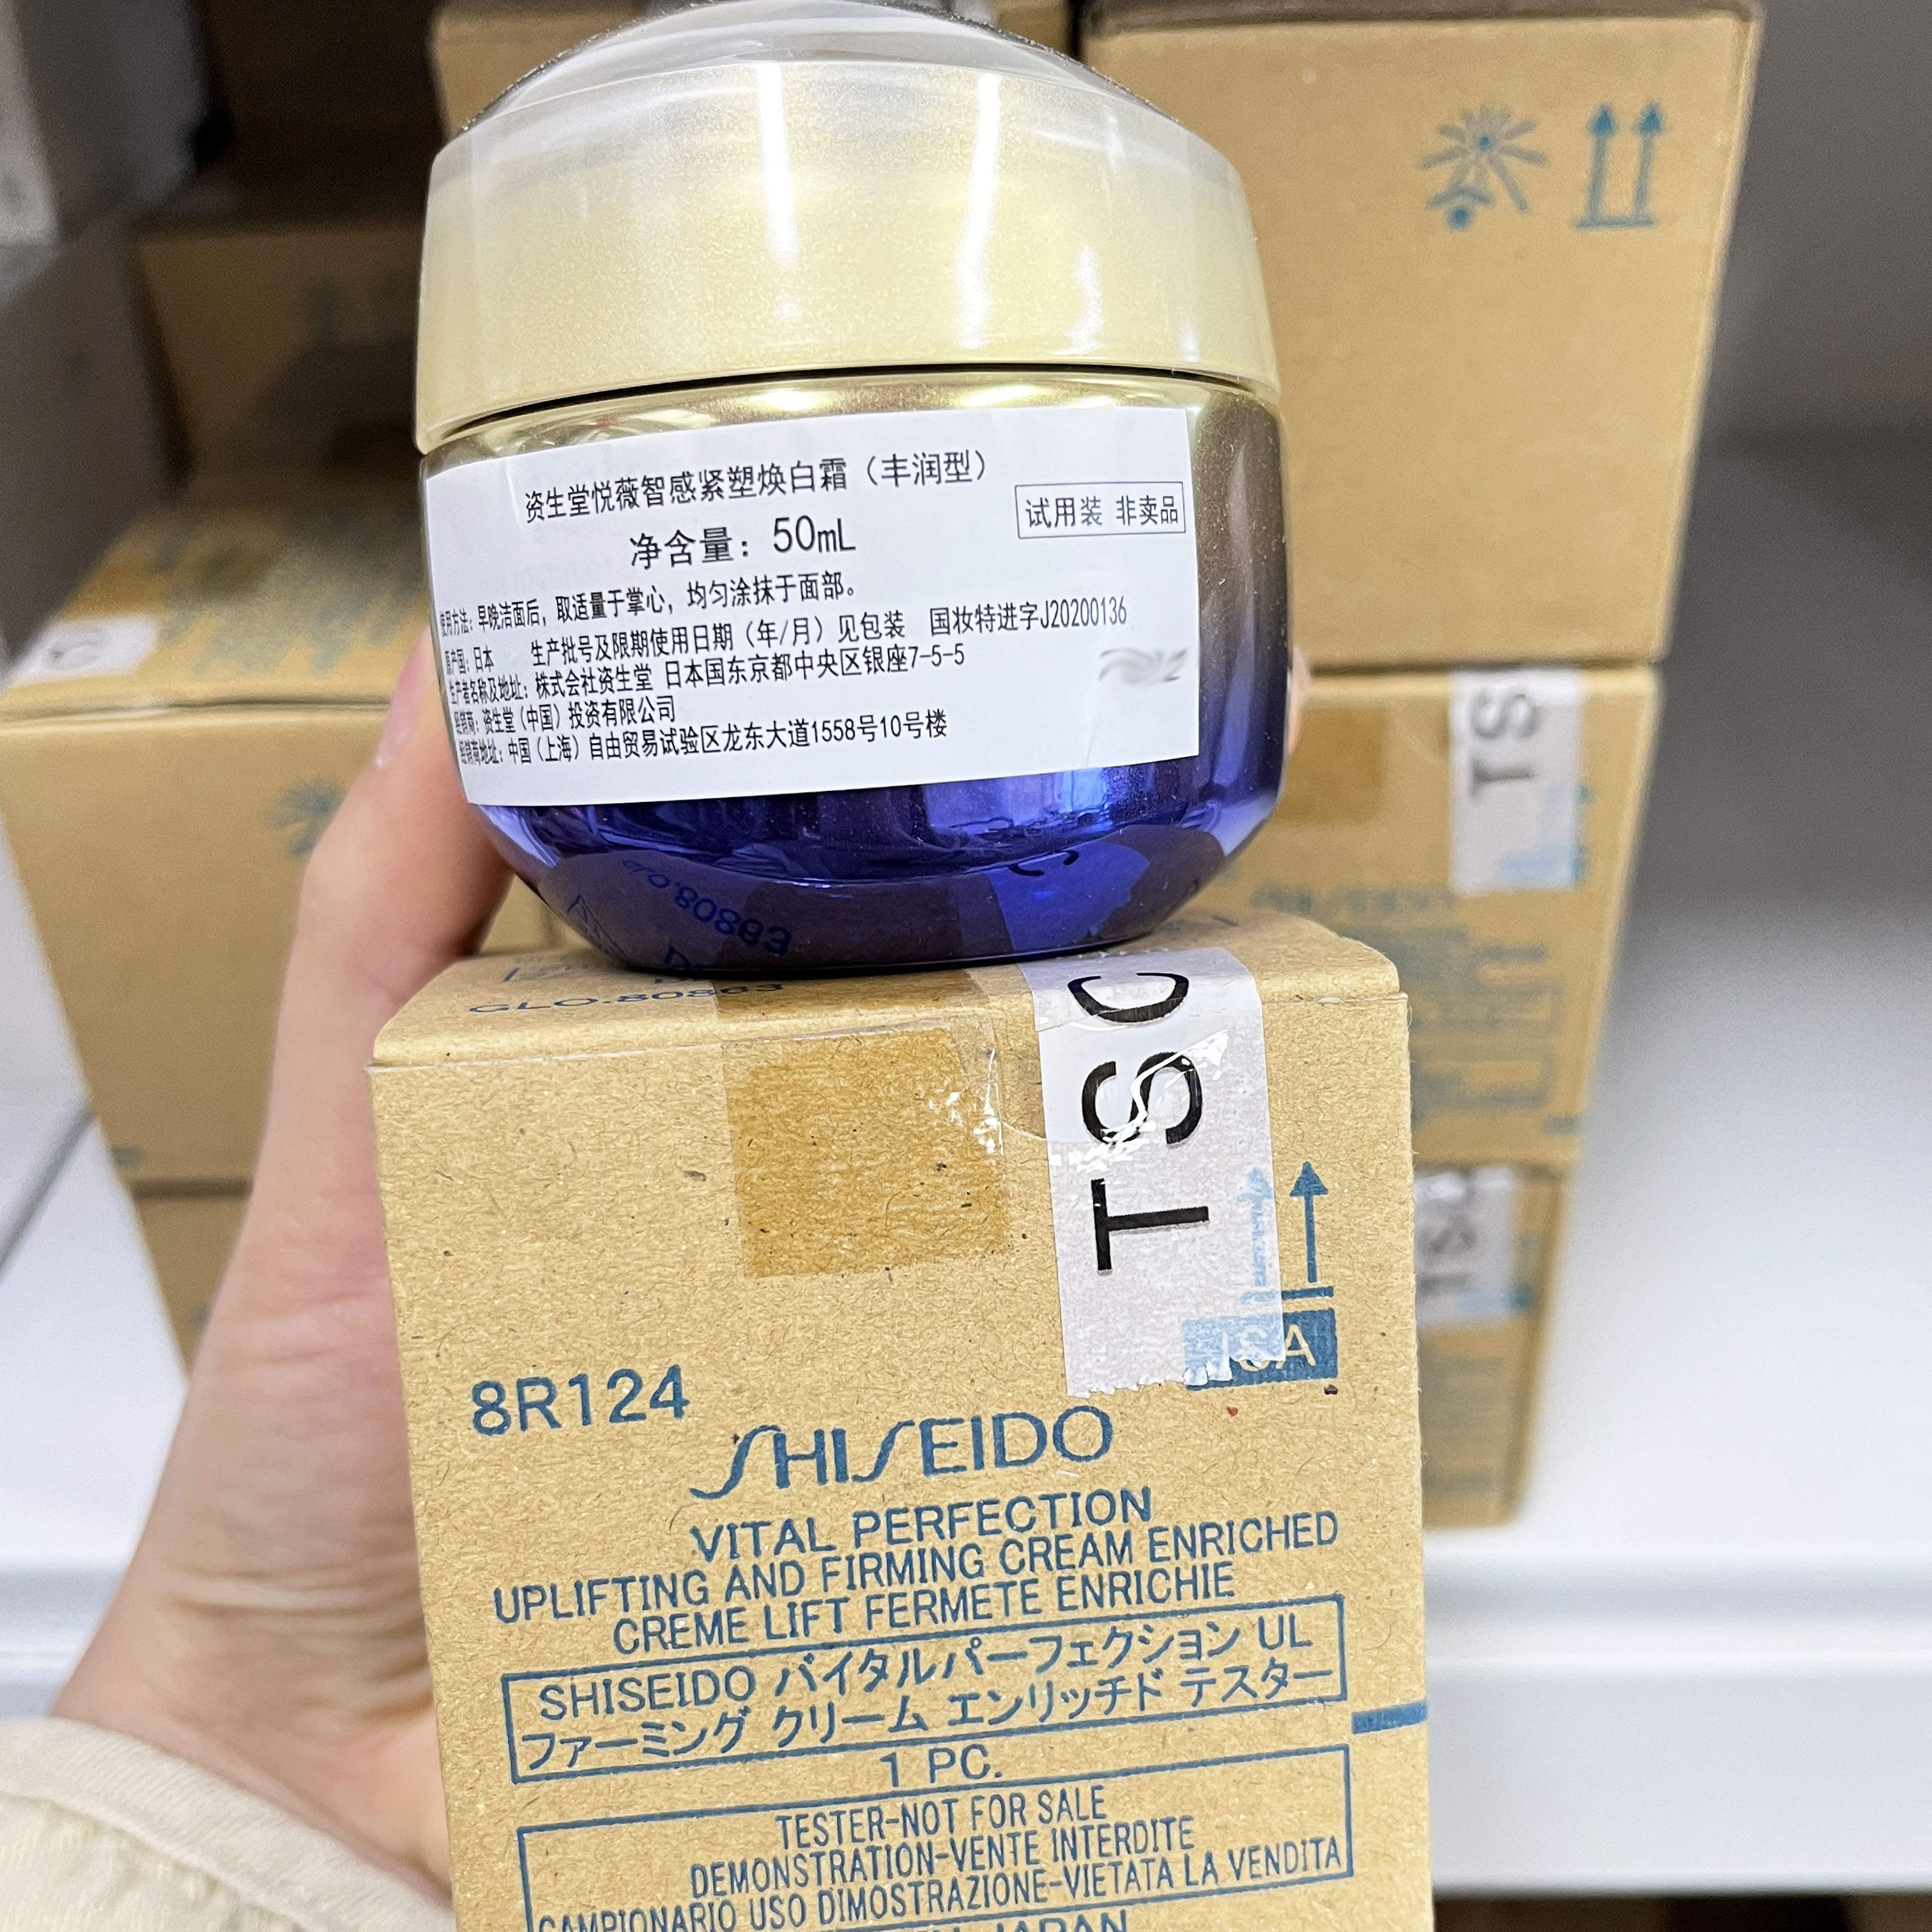 资生堂悦薇智感紧塑焕白霜（丰润型）
试用装 非卖品
净含量：50mL
使用方法：早晚洁面后，取适量于掌心，均匀涂抹于面部。
原产国：日本 生产批号及限期使用日期（年/月）见包装 国妆特进字J20200136
生产者名称及地址：株式会社资生堂 日本国东京都中央区银座7-5-5
经销商：资生堂（中国）投资有限公司
经销商地址：中国（上海）自由贸易试验区龙东大道1558号10号楼
GLO.80863
TSC
8R124
SHISEIDO
VITAL PERFECTION
UPLIFTING AND FIRMING CREAM ENRICHED
CREME LIFT FERMETE ENRICHIE
SHISEIDO バイタルパーフェクション UL
ファーミング クリーム エンリッチド テスター
1 PC.
TESTER-NOT FOR SALE
DEMONSTRATION-VENTE INTERDITE
CAMPIONARIO USO DIMOSTRAZIONE-VIETATA LA VENDITA
JAPAN